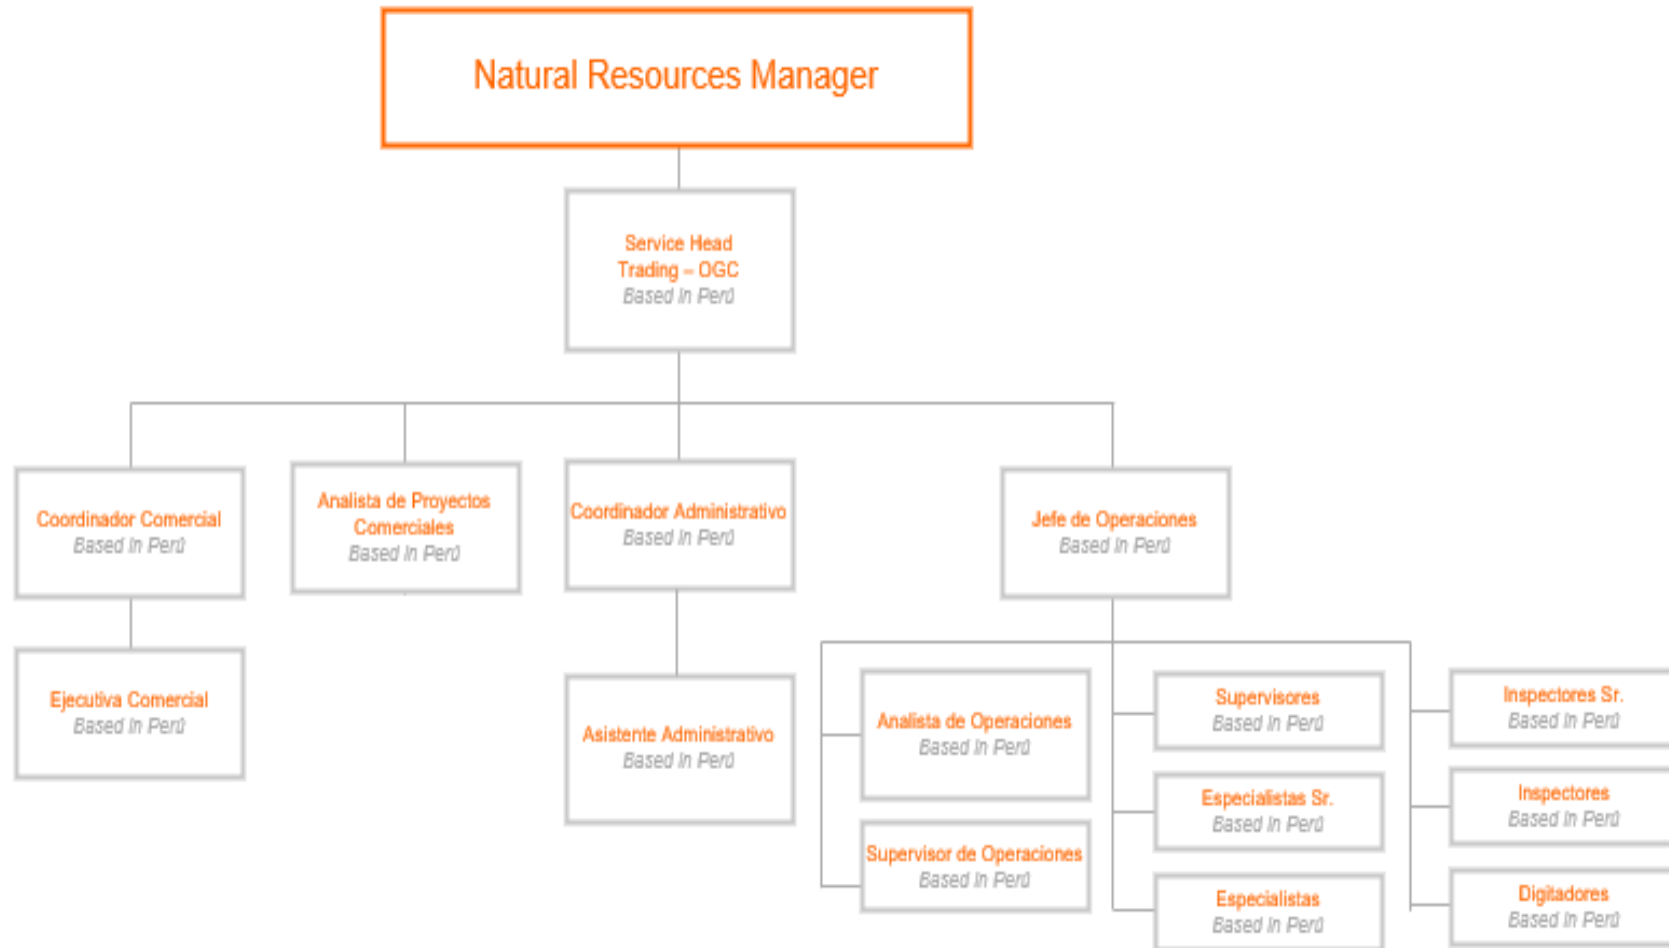 Natural Resources Manager
Service Head
Trading – OGC
Based in Perú
Coordinador Comercial
Based in Perú
Analista de Proyectos
Comerciales
Based in Perú
Coordinador Administrativo
Based in Perú
Jefe de Operaciones
Based in Perú
Ejecutiva Comercial
Based in Perú
Asistente Administrativo
Based in Perú
Analista de Operaciones
Based in Perú
Supervisor de Operaciones
Based in Perú
Supervisores
Based in Perú
Especialistas Sr.
Based in Perú
Especialistas
Based in Perú
Inspectores Sr.
Based in Perú
Inspectores
Based in Perú
Digitadores
Based in Perú